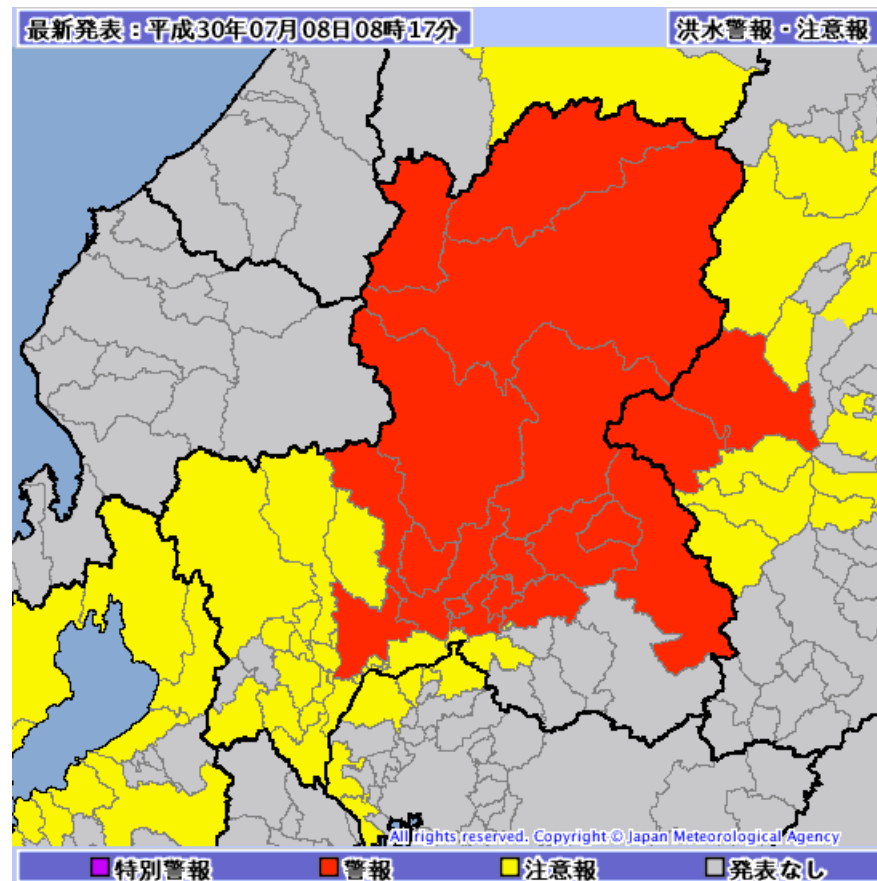 最新発表：平成30年07月08日08時17分
洪水警報・注意報
All rights reserved. Copyright © Japan Meteorological Agency
特別警報
警報
注意報
発表なし